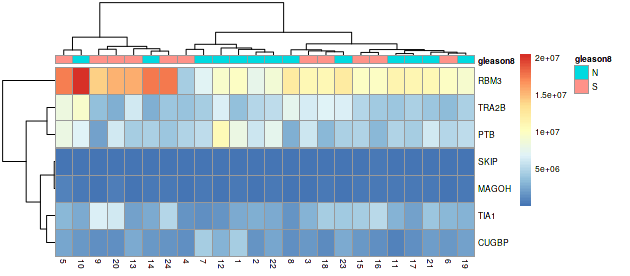 gleason8
RBM3
TRA2B
PTB
SKIP
MAGOH
TIA1
CUGBP
5 10 9 20 13 14 24 4 7 12 1 2 22 8 3 18 23 15 16 11 17 21 6 19
2e+07
1.5e+07
1e+07
5e+06
gleason8
N
S